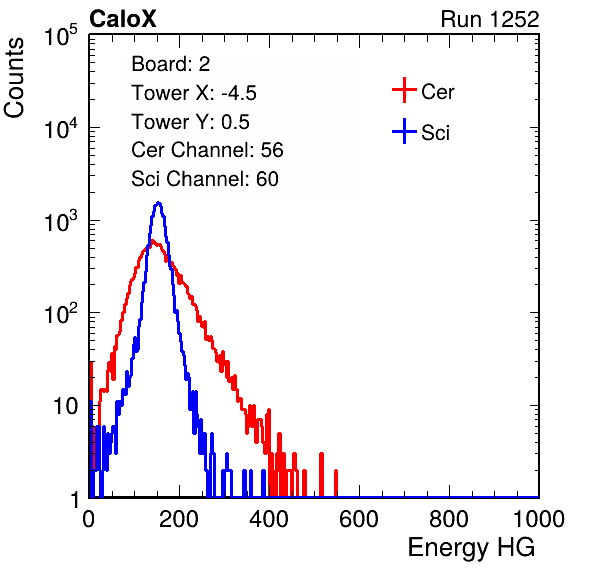 CaloX Run 1252
Counts
10^5
10^4
10^3
10^2
10
1
Board: 2
Tower X: -4.5
Tower Y: 0.5
Cer Channel: 56
Sci Channel: 60
Cer
Sci
0 200 400 600 800 1000
Energy HG